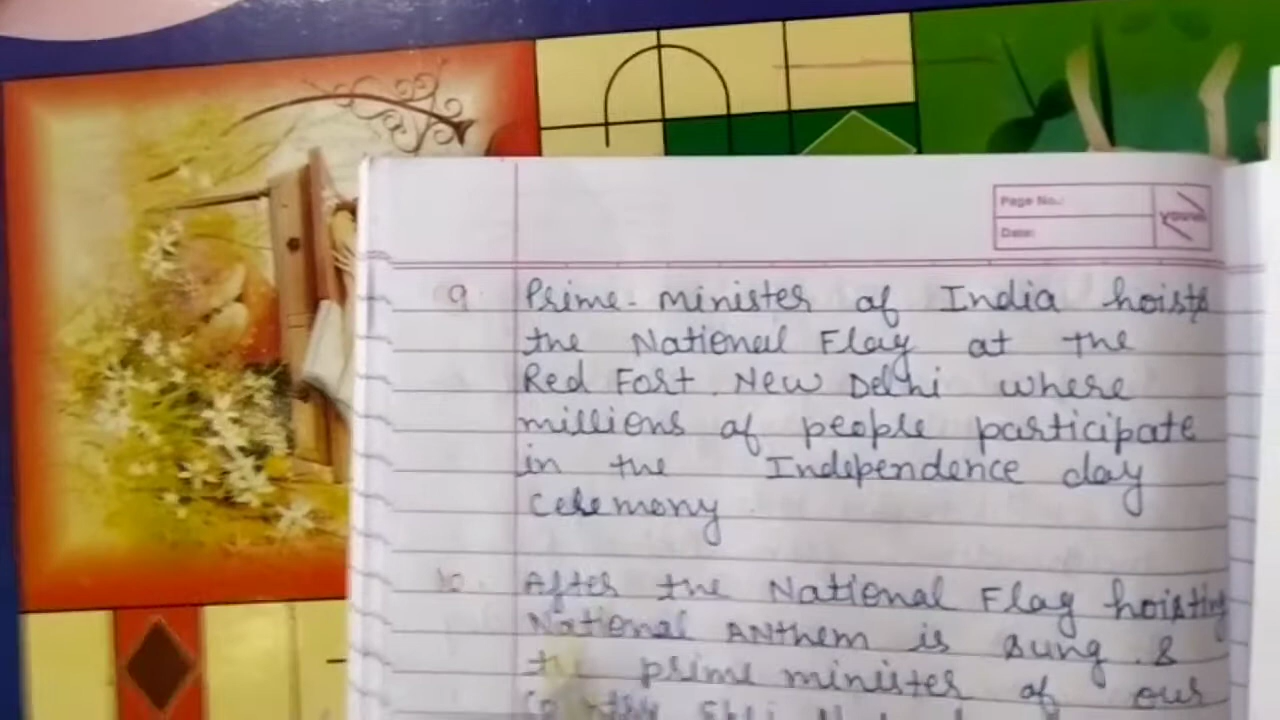 Page No.:
Date:
YOUVA
9. Prime-minister of India hoists
the National Flag at the
Red Fort. New Delhi where
millions of people participate
in the Independence day
ceremony
10. After the National Flag hoisting
National ANthem is sung &
the prime minister of our